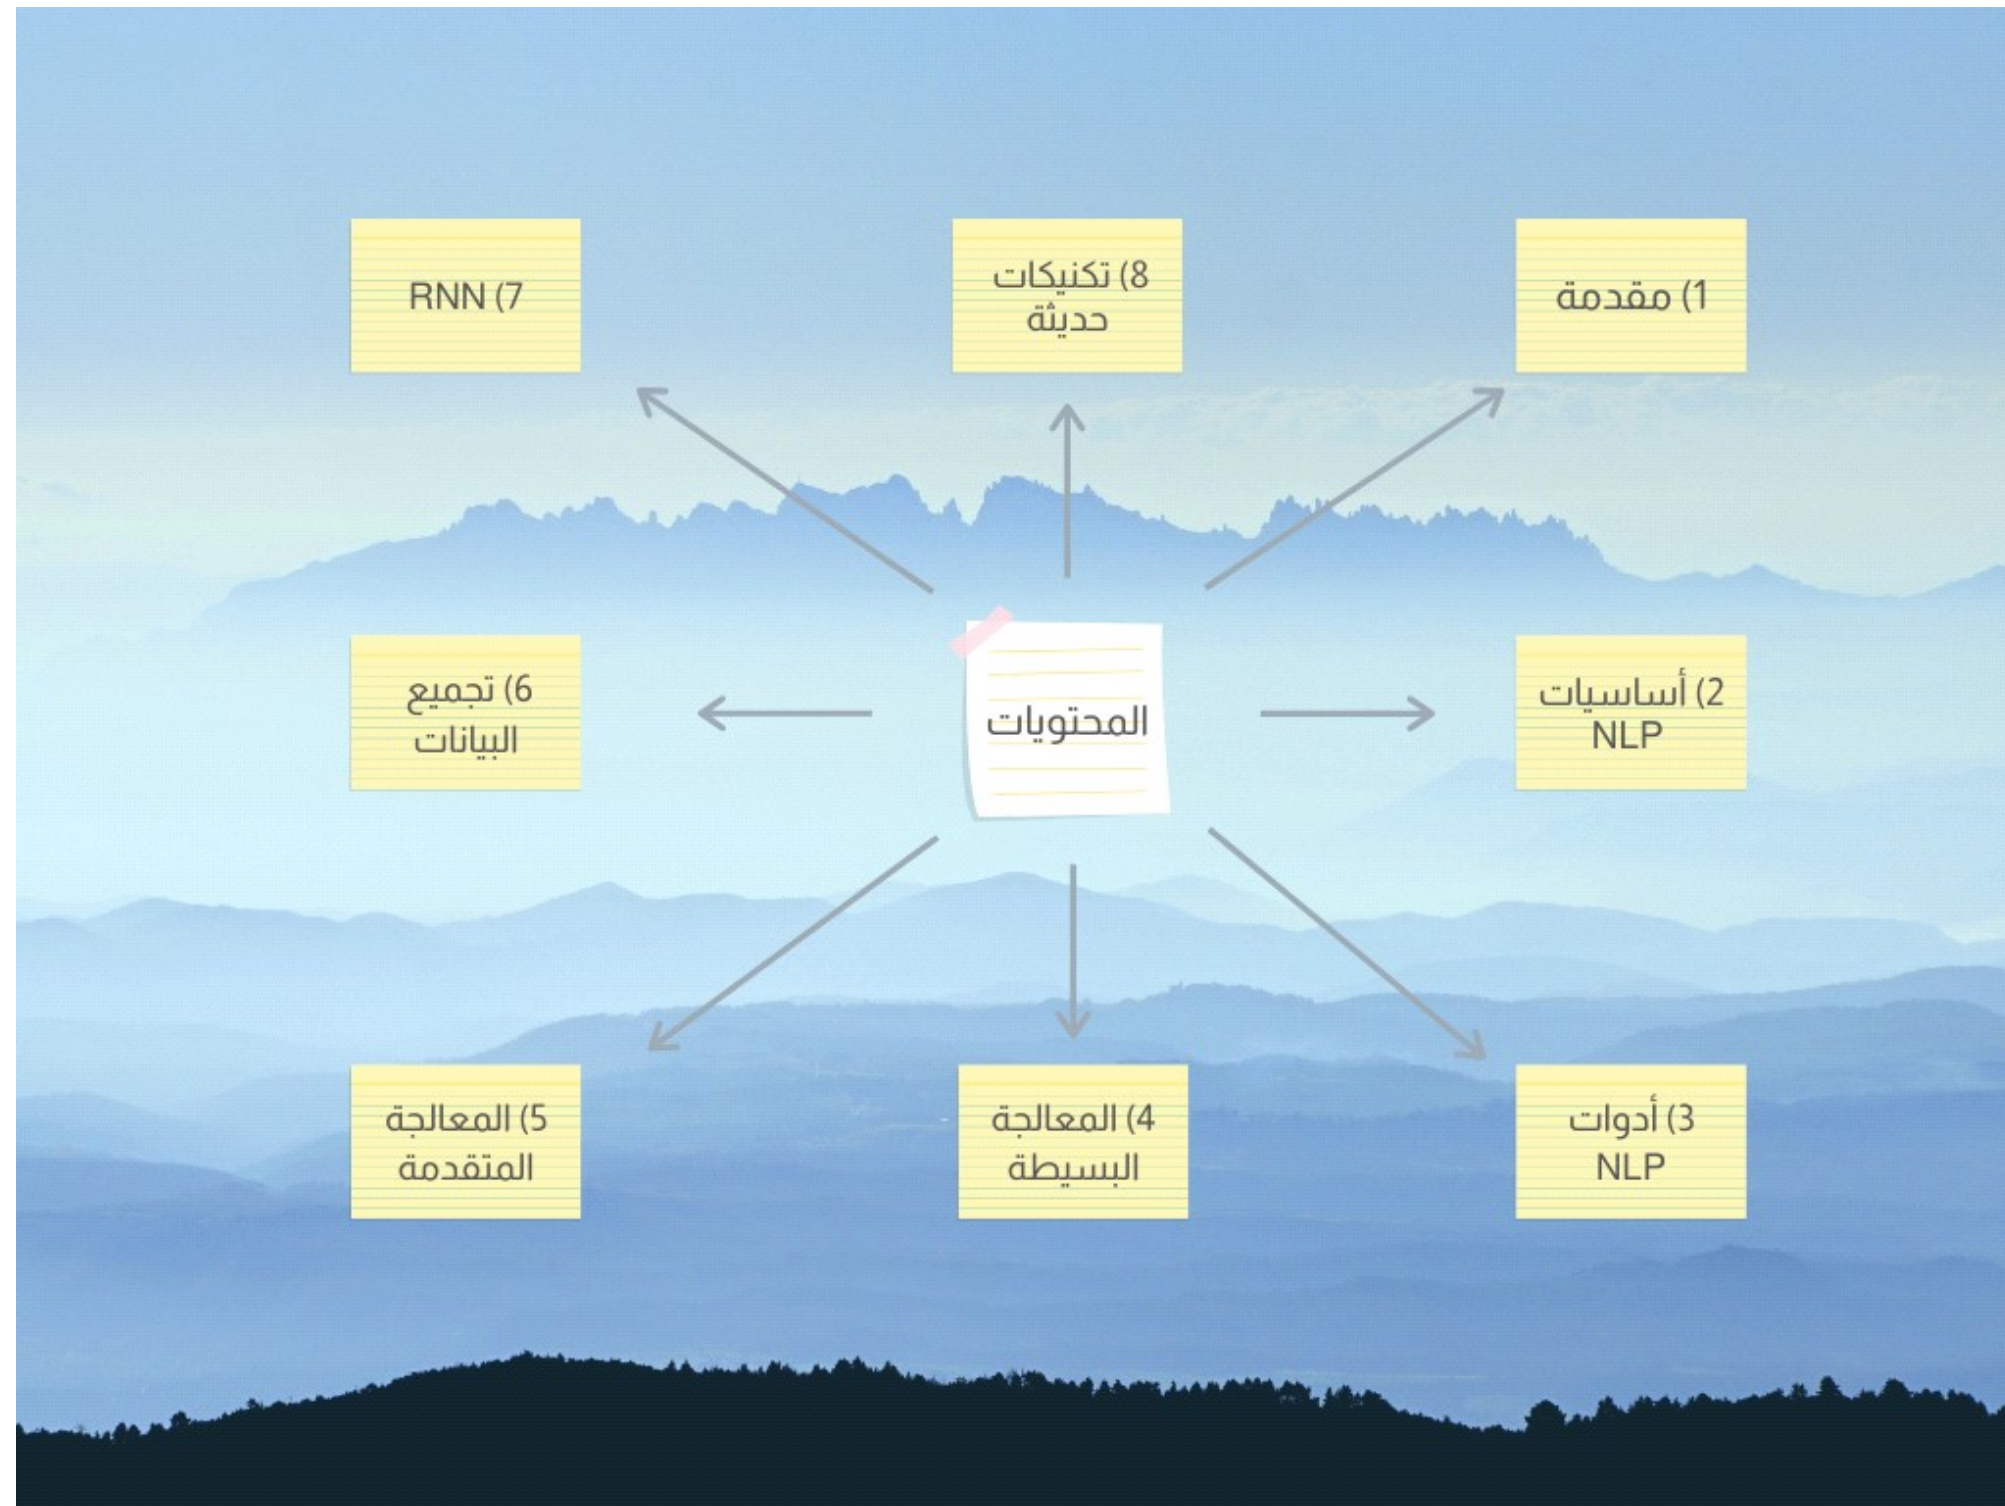 المحتويات
1) مقدمة
2) أساسيات
NLP
3) أدوات
NLP
4) المعالجة
البسيطة
5) المعالجة
المتقدمة
6) تجميع
البيانات
7) RNN
8) تكنيكات
حديثة